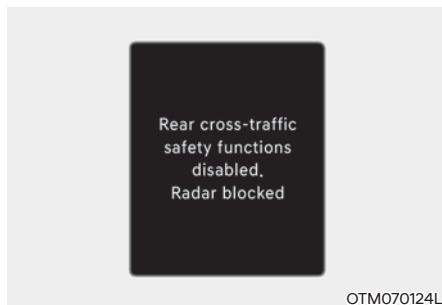 Rear cross-traffic
safety functions
disabled.
Radar blocked
OTM070124L